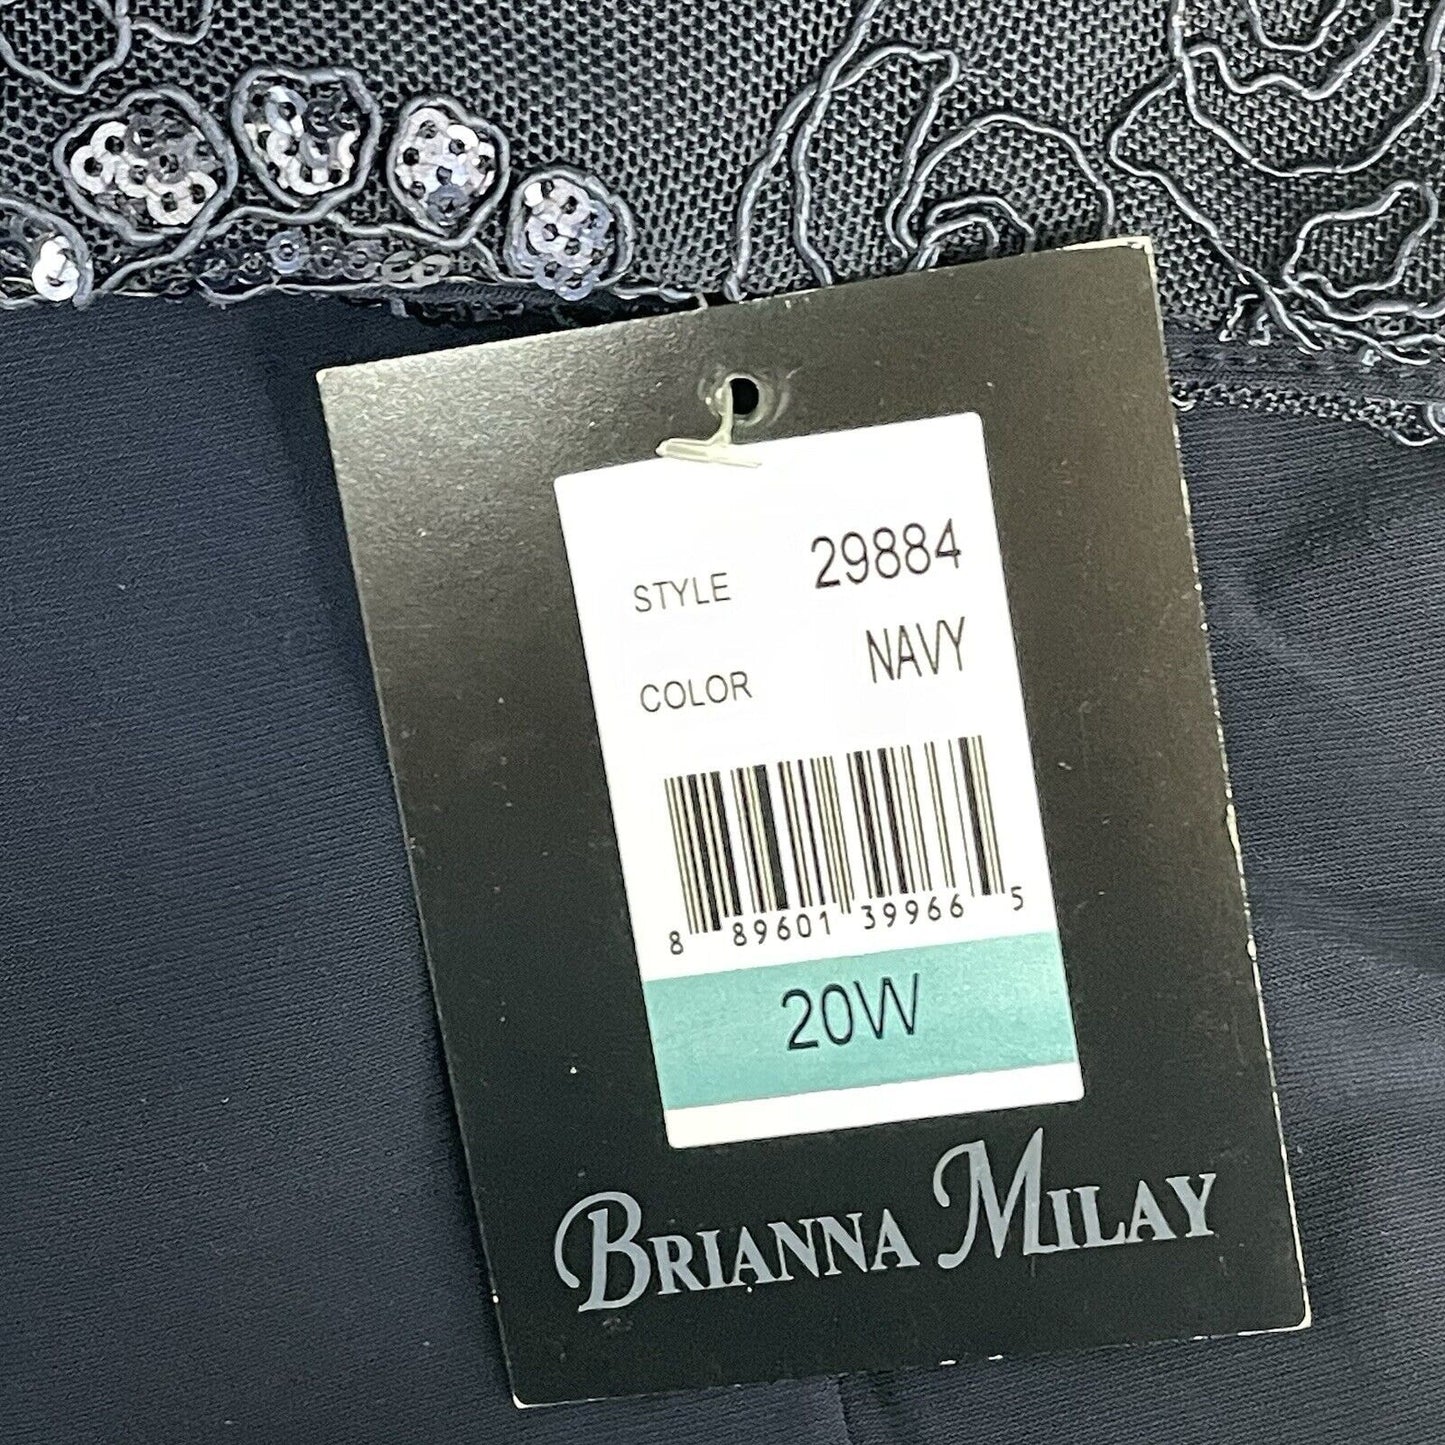 STYLE 29884
COLOR NAVY
8 89601 39966 5
20W
BRIANNA MILAY